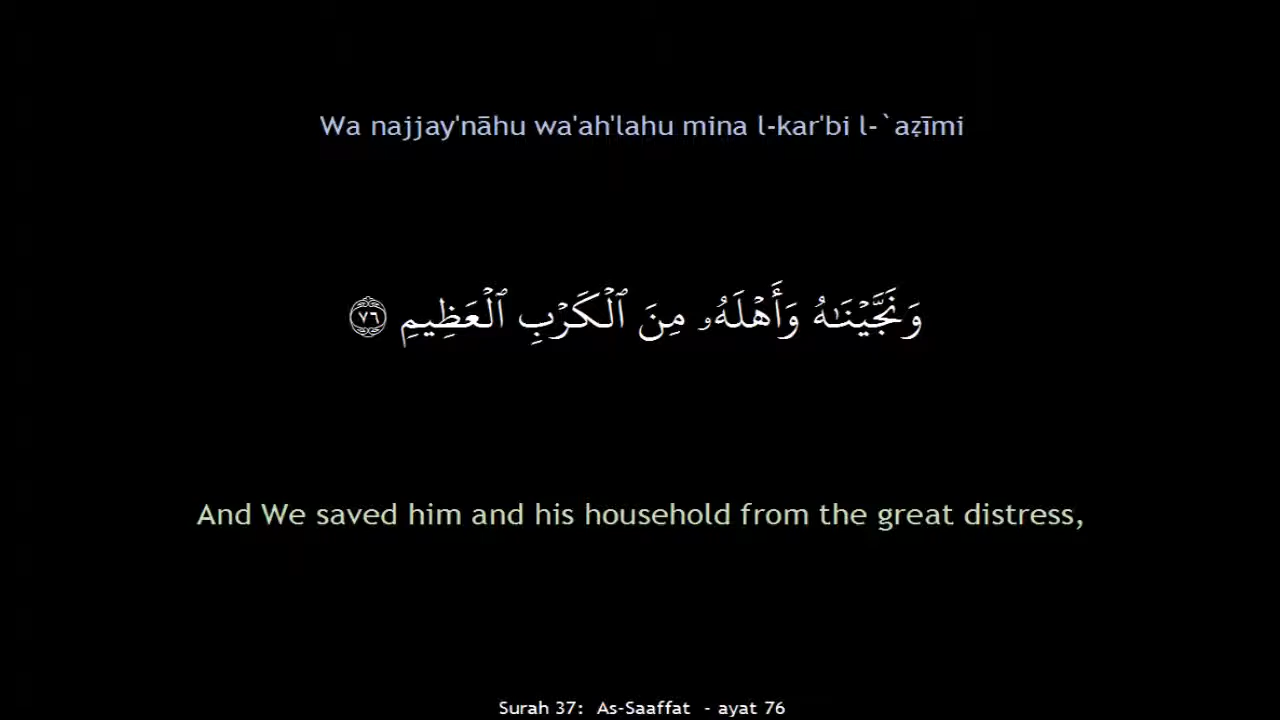 Wa najjay'nāhu wa'ah'lahu mina l-kar'bi l-`aẓīmi
وَنَجَّيْنَـٰهُ وَأَهْلَهُۥ مِنَ ٱلْكَرْبِ ٱلْعَظِيمِ ٧٦
And We saved him and his household from the great distress,
Surah 37: As-Saaffat - ayat 76